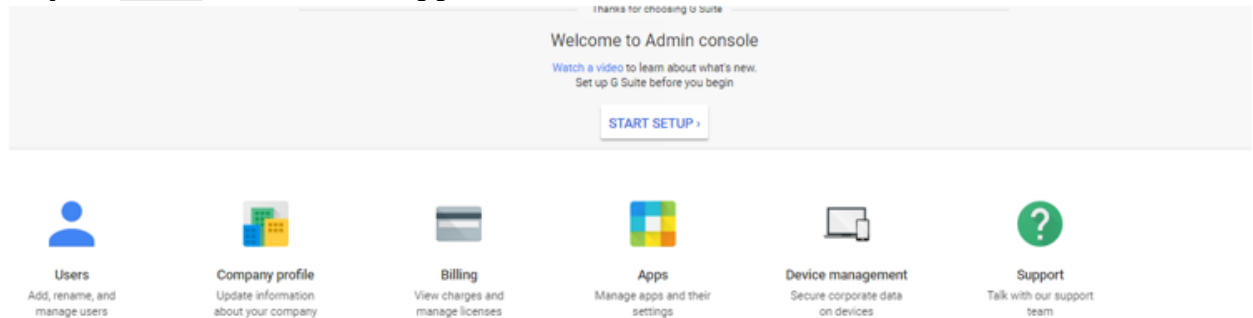 Thanks for choosing G Suite
Welcome to Admin console
Watch a video to learn about what's new.
Set up G Suite before you begin
START SETUP ›
Users
Add, rename, and
manage users
Company profile
Update information
about your company
Billing
View charges and
manage licenses
Apps
Manage apps and their
settings
Device management
Secure corporate data
on devices
Support
Talk with our support
team